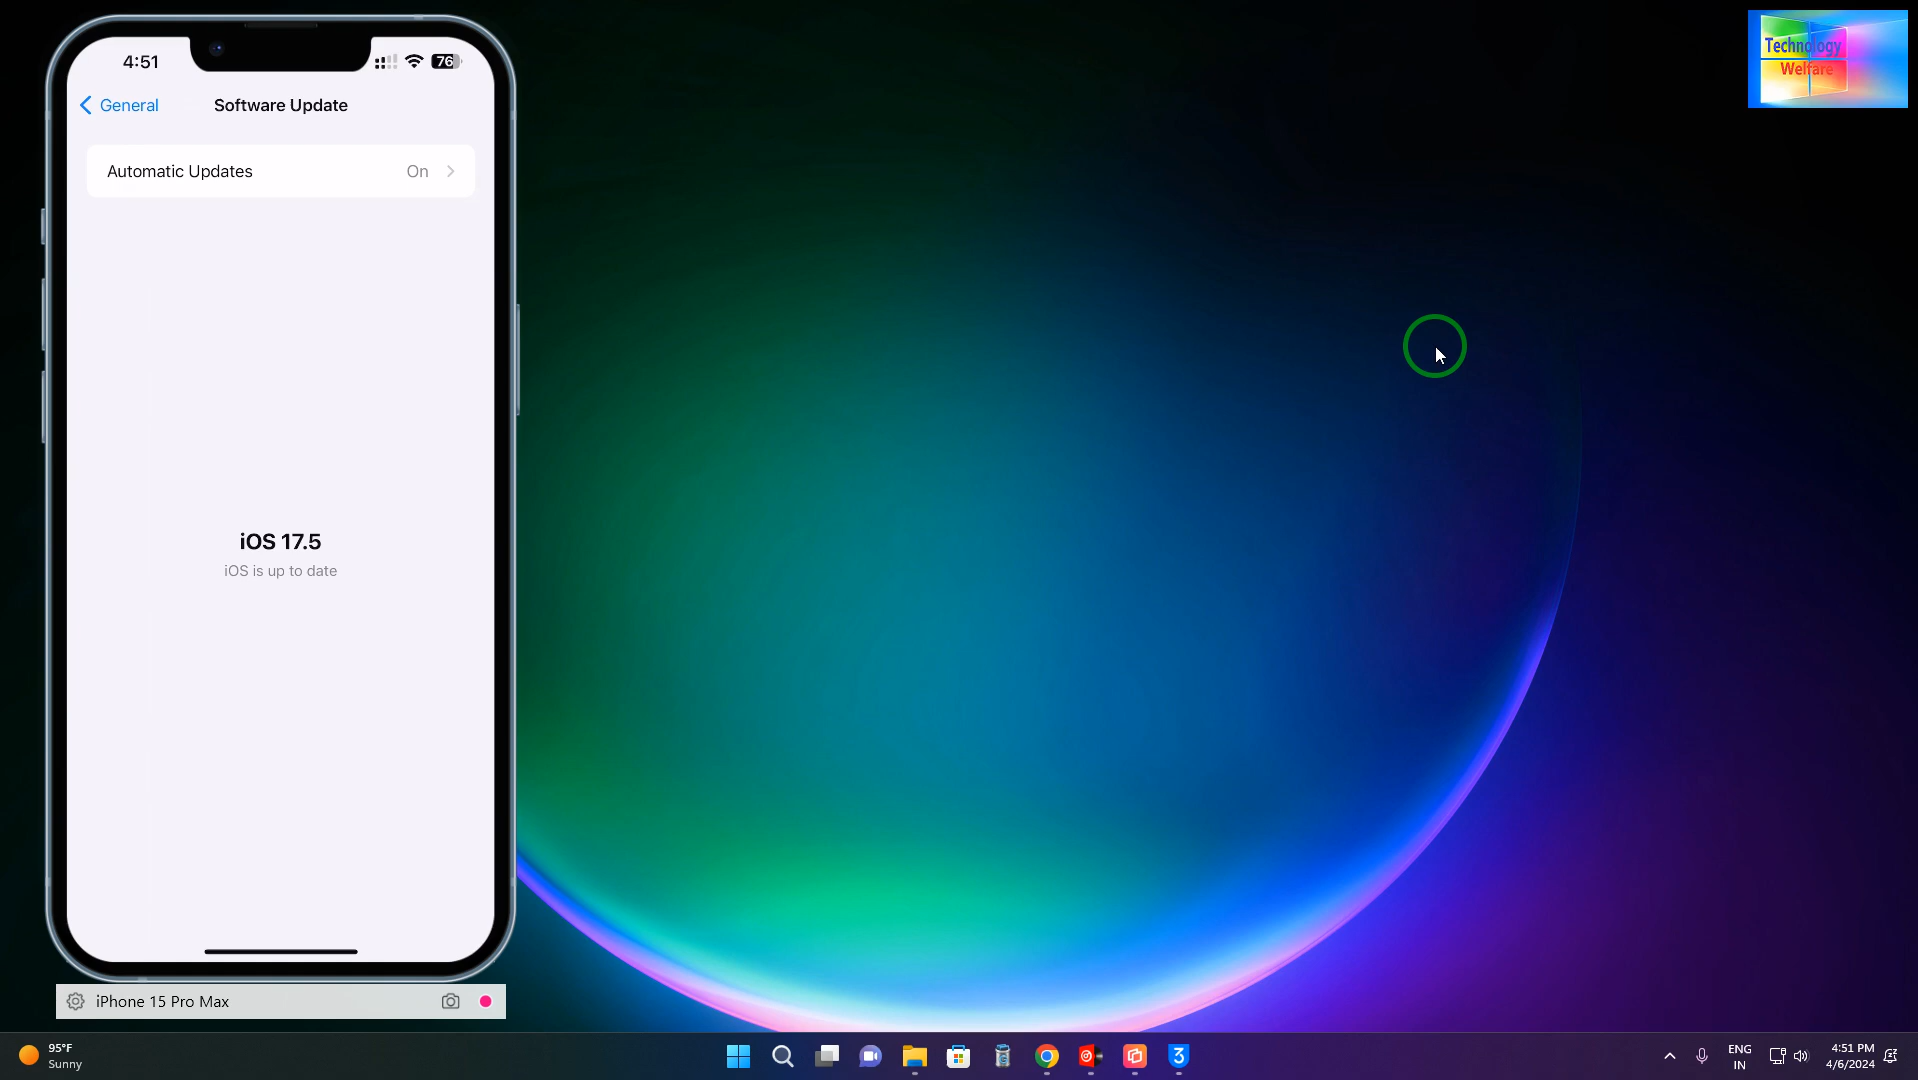 4:51
76
General
Software Update
Automatic Updates
On
iOS 17.5
iOS is up to date
iPhone 15 Pro Max
Technology
Welfare
95°F
Sunny
ENG
IN
4:51 PM
4/6/2024